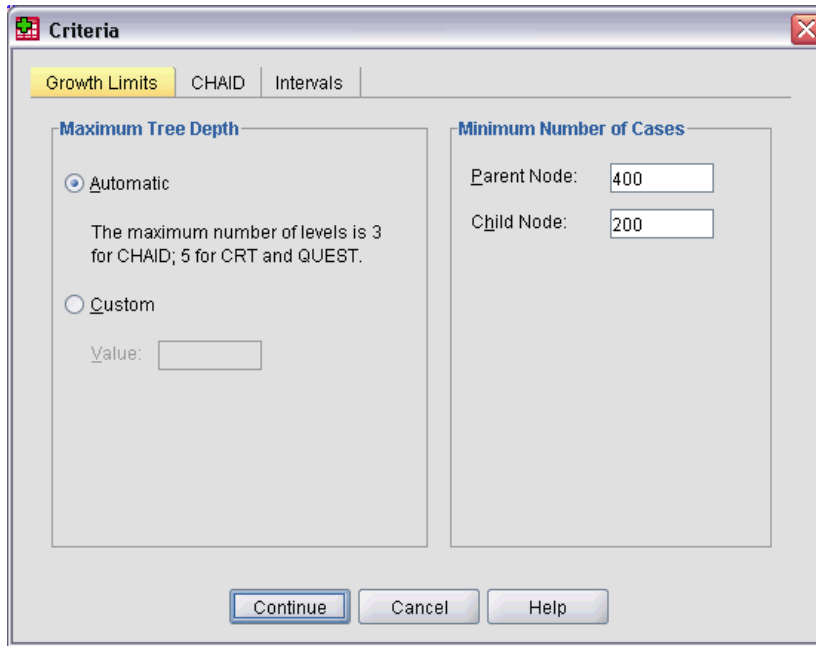 Criteria
Growth Limits
CHAID
Intervals
Maximum Tree Depth
Automatic
The maximum number of levels is 3
for CHAID; 5 for CRT and QUEST.
Custom
Value:
Minimum Number of Cases
Parent Node: 400
Child Node: 200
Continue
Cancel
Help